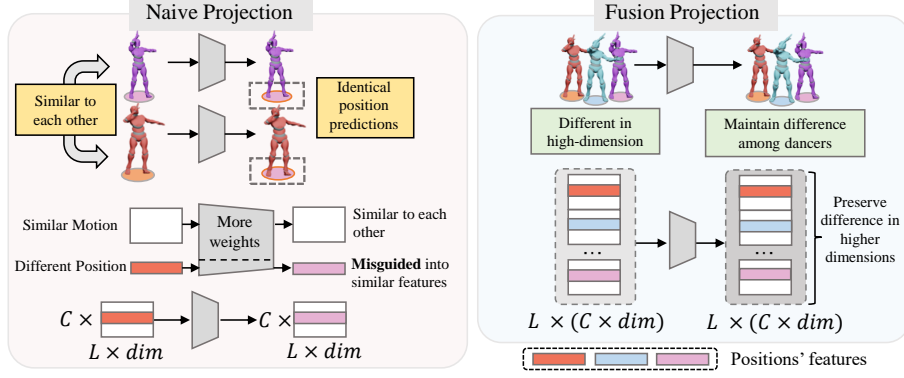 Naive Projection
Similar to
each other
Identical
position
predictions
Similar Motion
More
weights
Similar to each
other
Different Position
Misguided into
similar features
C ×
C ×
L × dim
L × dim
Fusion Projection
Different in
high-dimension
Maintain difference
among dancers
...
...
Preserve
difference in
higher
dimensions
L × (C × dim)
L × (C × dim)
Positions' features